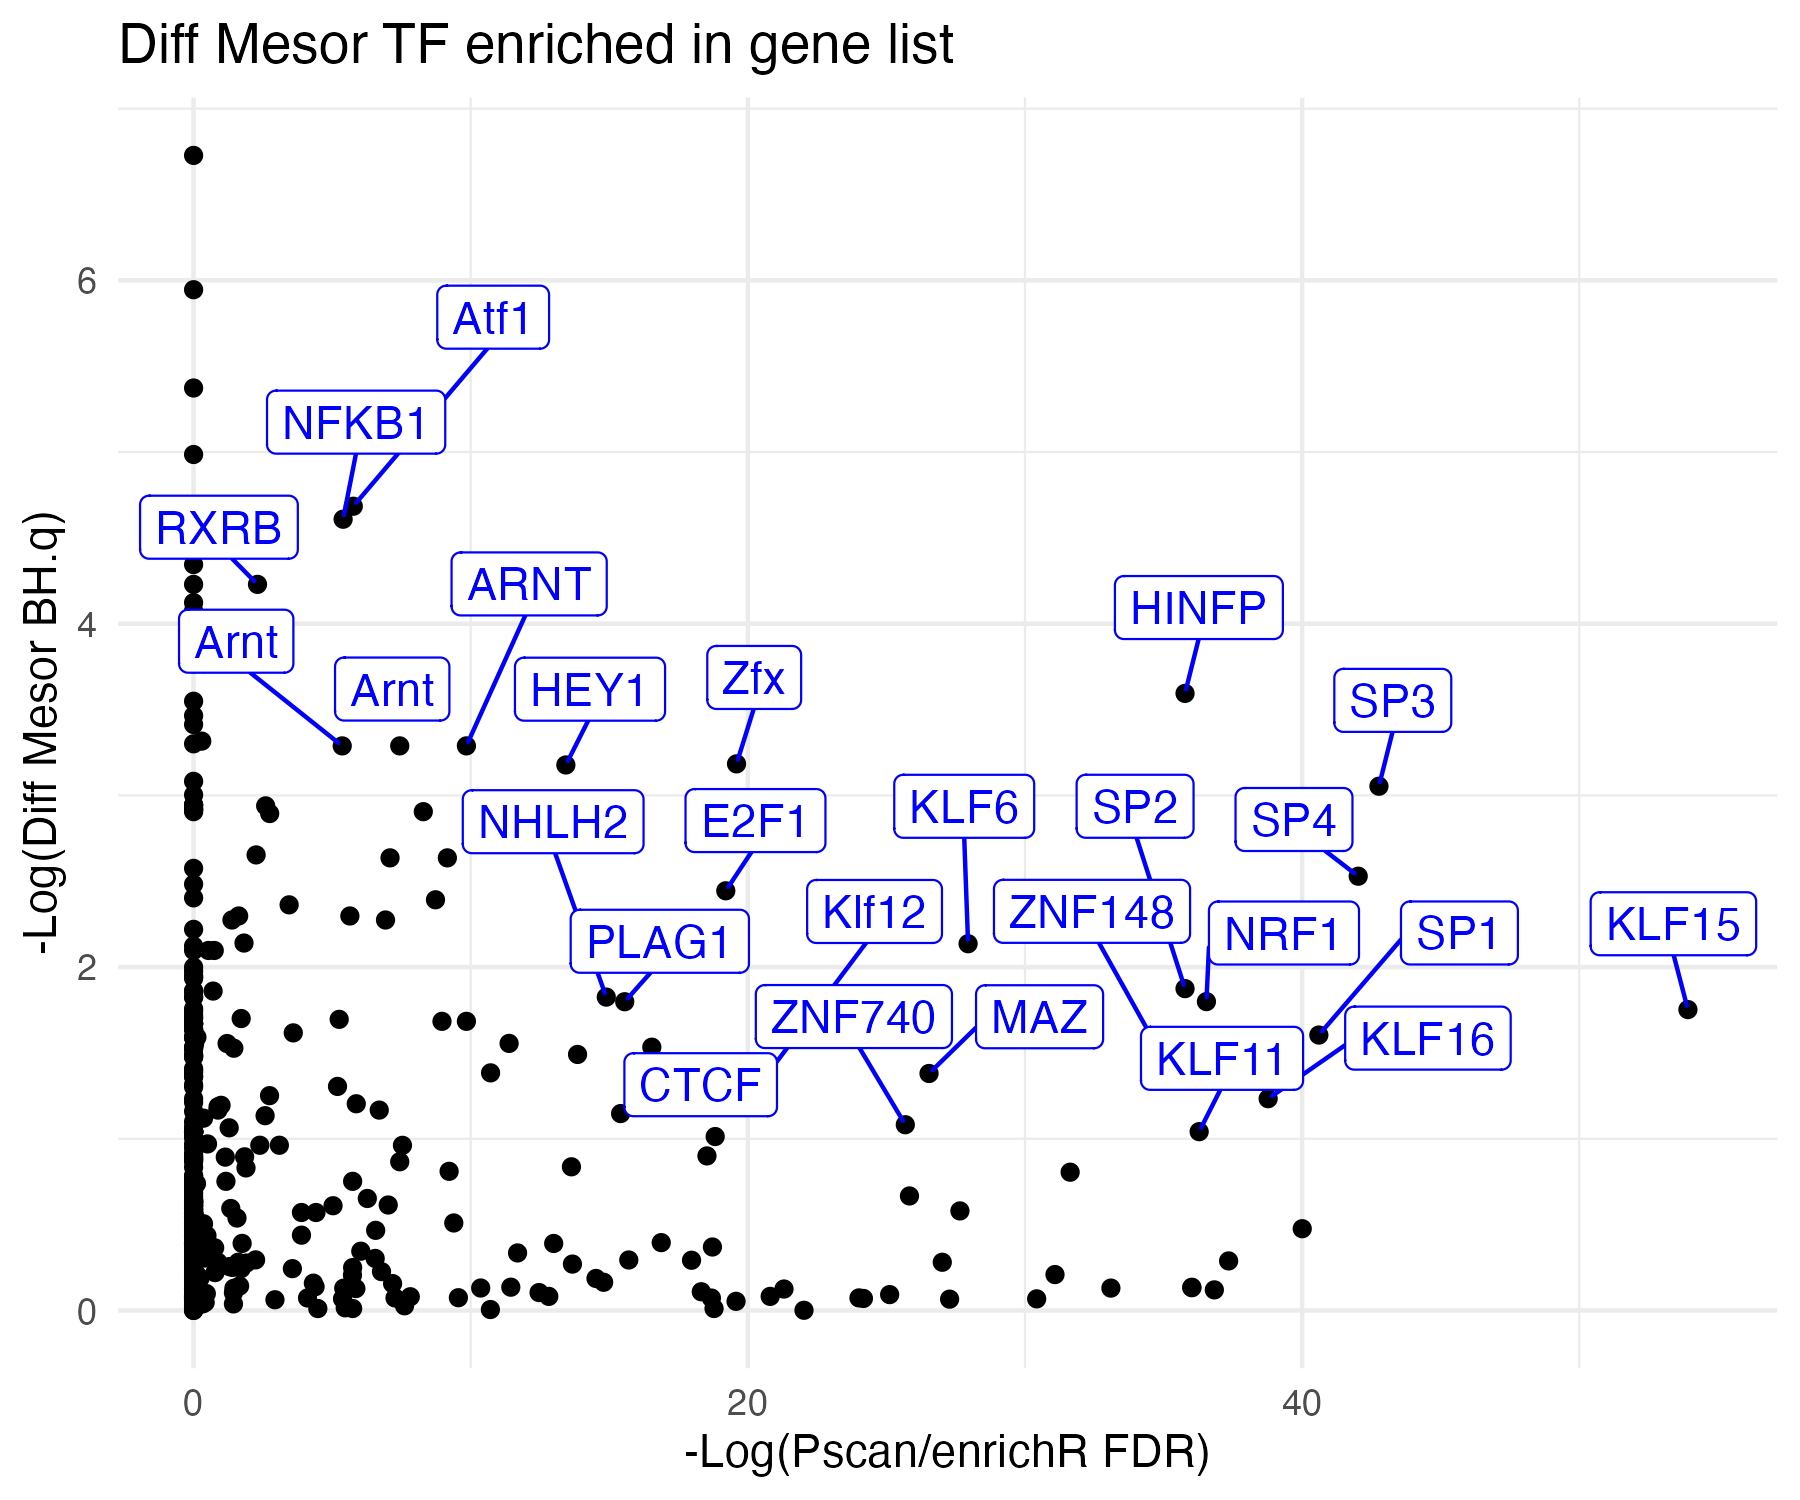 Diff Mesor TF enriched in gene list
-Log(Diff Mesor BH.q)
6
4
2
0
Atf1
NFKB1
RXRB
ARNT
HINFP
Arnt
Arnt
HEY1
Zfx
SP3
NHLH2
E2F1
KLF6
SP2
SP4
PLAG1
Klf12
ZNF148
NRF1
SP1
KLF15
ZNF740
MAZ
KLF16
CTCF
KLF11
0
20
40
-Log(Pscan/enrichR FDR)